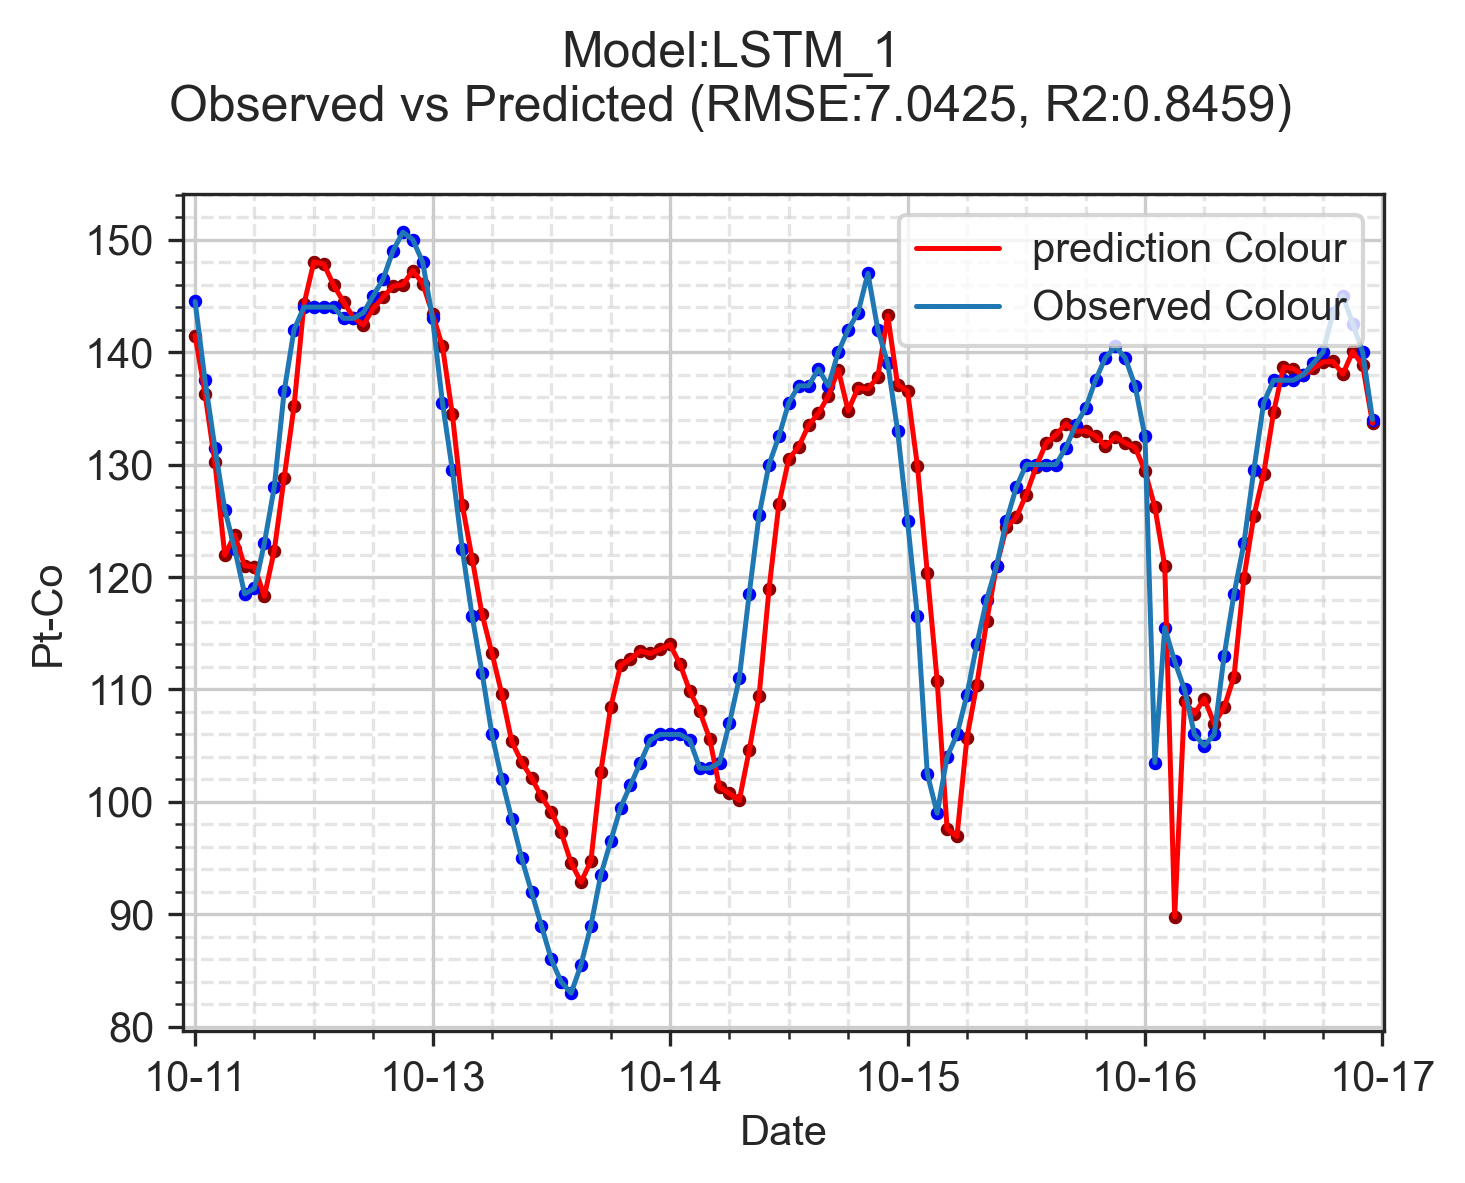 Model:LSTM_1
Observed vs Predicted (RMSE:7.0425, R2:0.8459)
prediction Colour
Observed Colour
Pt-Co
150
140
130
120
110
100
90
80
10-11 10-13 10-14 10-15 10-16 10-17
Date